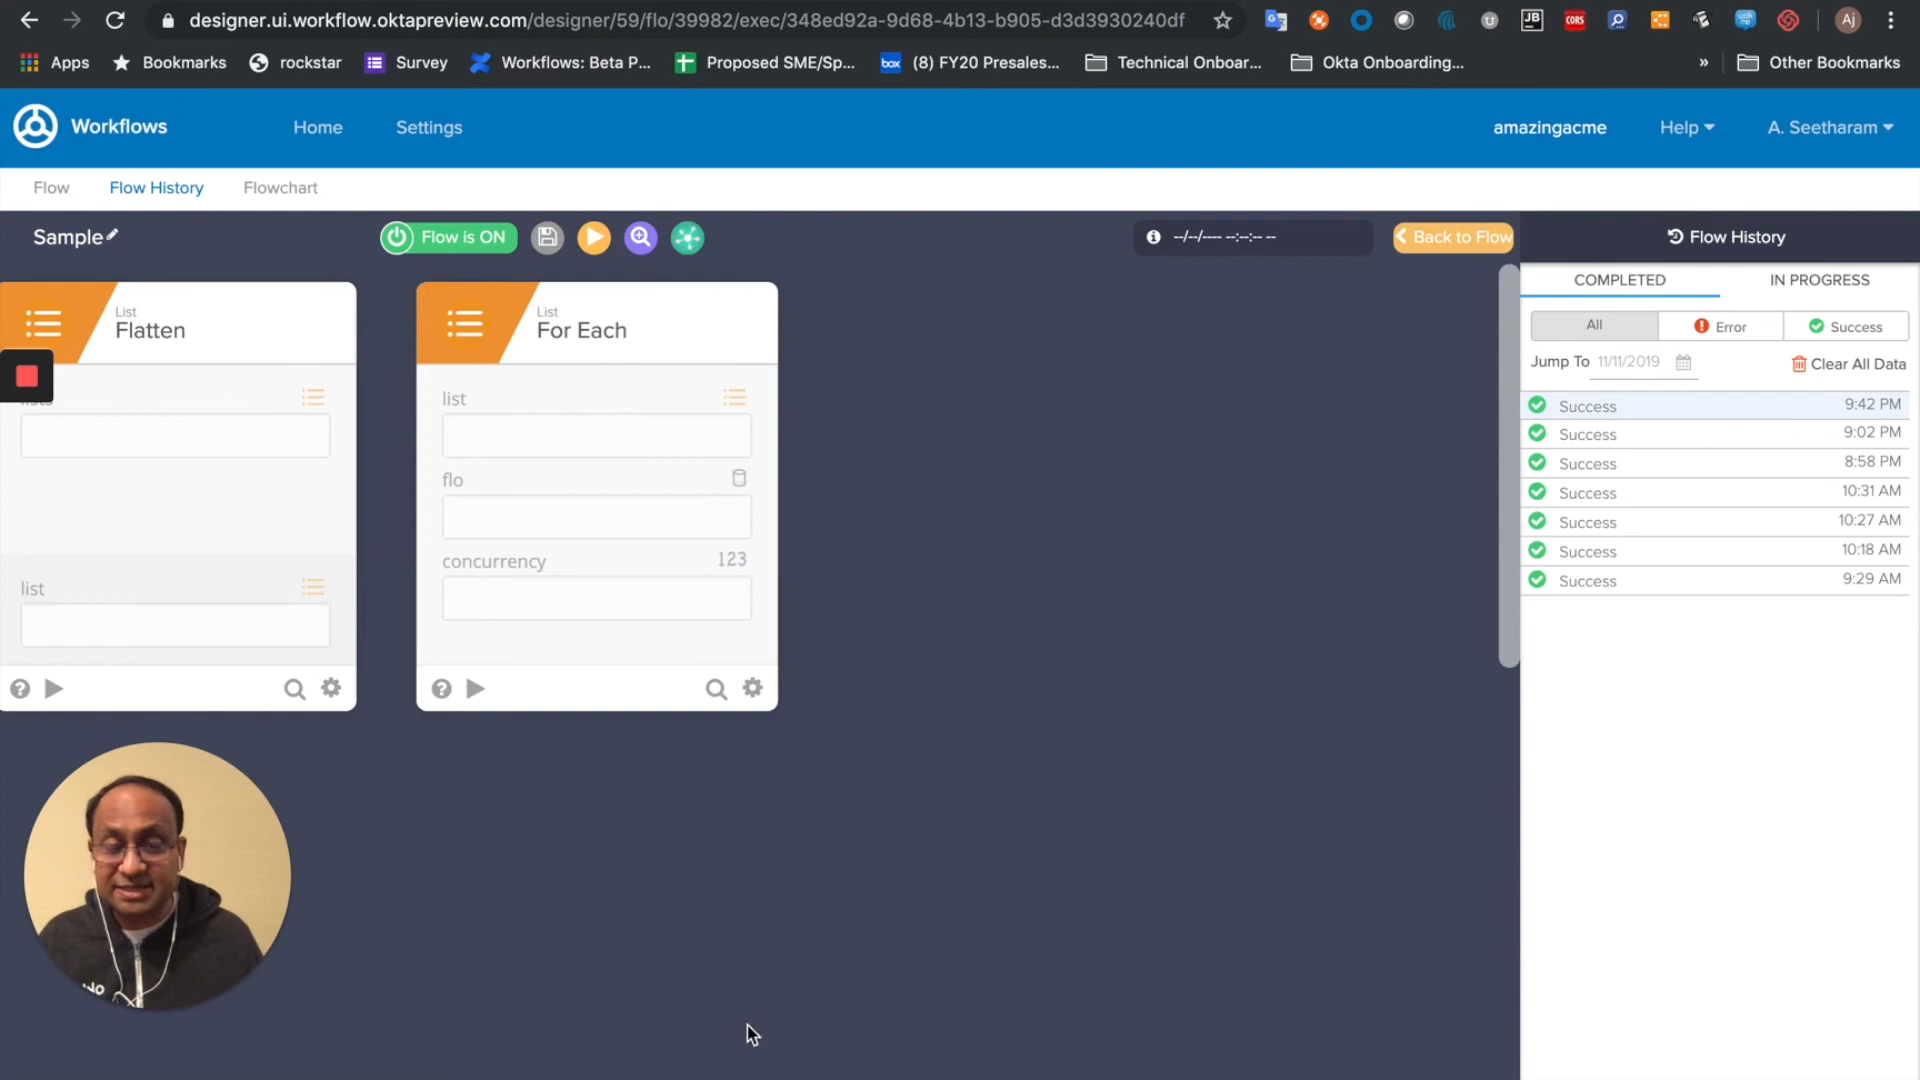 designer.ui.workflow.oktapreview.com/designer/59/flo/39982/exec/348ed92a-9d68-4b13-b905-d3d3930240df
JB
CORS
Aj
Apps
Bookmarks
rockstar
Survey
Workflows: Beta P...
Proposed SME/Sp...
box
(8) FY20 Presales...
Technical Onboar...
Okta Onboarding...
»
Other Bookmarks
Workflows
Home
Settings
amazingacme
Help
A. Seetharam
Flow
Flow History
Flowchart
Sample
Flow is ON
--/--/---- --:--:-- --
Back to Flow
Flow History
List
Flatten
list
List
For Each
list
flo
concurrency
123
COMPLETED
IN PROGRESS
All
Error
Success
Jump To 11/11/2019
Clear All Data
Success 9:42 PM
Success 9:02 PM
Success 8:58 PM
Success 10:31 AM
Success 10:27 AM
Success 10:18 AM
Success 9:29 AM